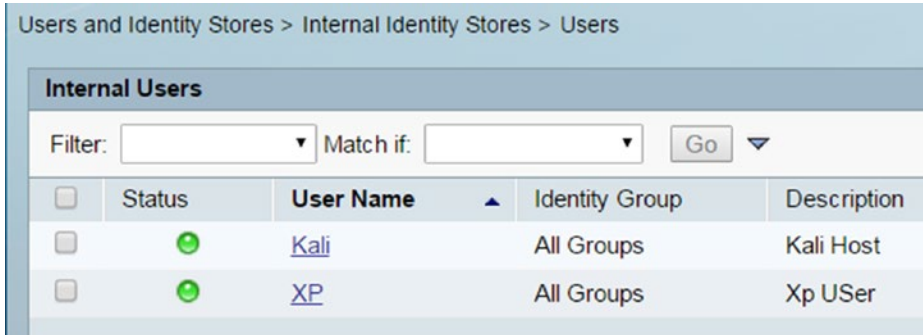 Users and Identity Stores > Internal Identity Stores > Users
Internal Users
Filter: Match if: Go
Status User Name Identity Group Description
Kali All Groups Kali Host
XP All Groups Xp USer